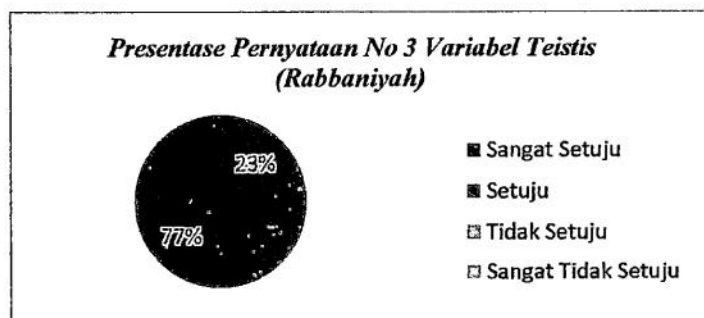 Presentase Pernyataan No 3 Variabel Teistis
(Rabbaniyah)
23%
77%
Sangat Setuju
Setuju
Tidak Setuju
Sangat Tidak Setuju